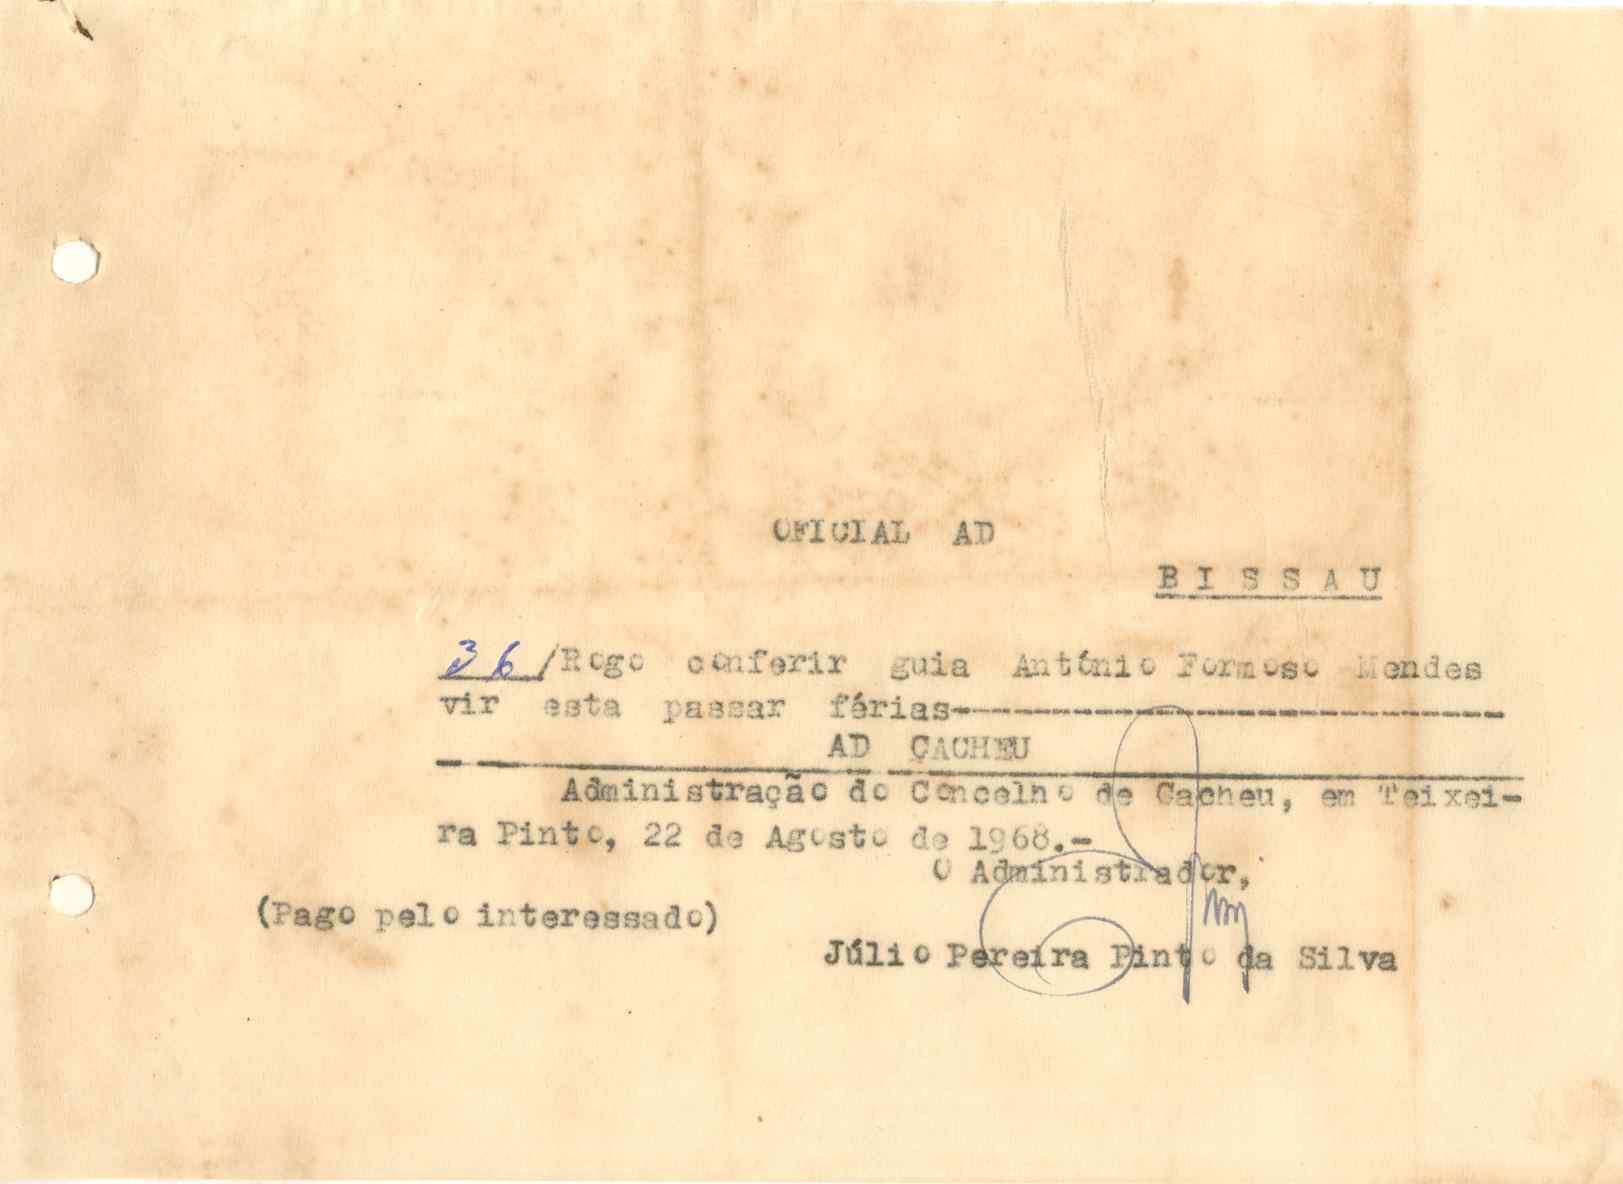 OFICIAL AD
BISSAU
36/Rogo conferir guia António Formoso Mendes
vir esta passar férias-----------------------------
AD CACHEU
Administração do Concelho de Cacheu, em Teixei-
ra Pinto, 22 de Agosto de 1968.-
O Administrador,
(Pago pelo interessado)
Júlio Pereira Pinto da Silva